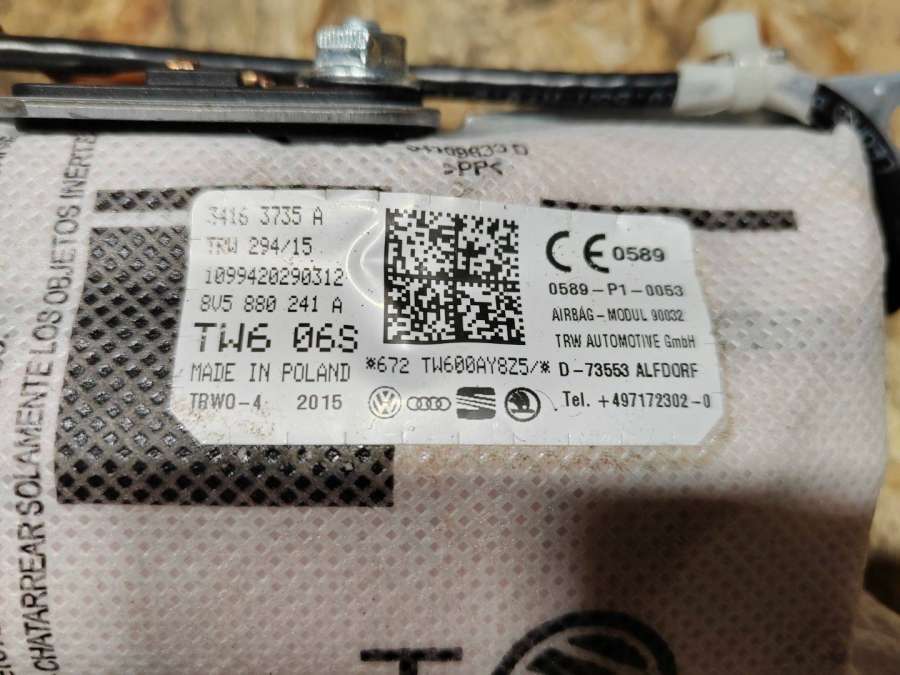 >PP<
3416 3735 A
TRW 294/15
1099420290312
8V5 880 241 A
TW6 06S
MADE IN POLAND
TRWO-4 2015
*672 TW600AY8Z5/*
CE 0589
0589-P1-0053
AIRBAG-MODUL 90032
TRW AUTOMOTIVE GmbH
D-73553 ALFDORF
Tel. +497172302-0
CHATARREAR SOLAMENTE LOS OBJETOS INERTE